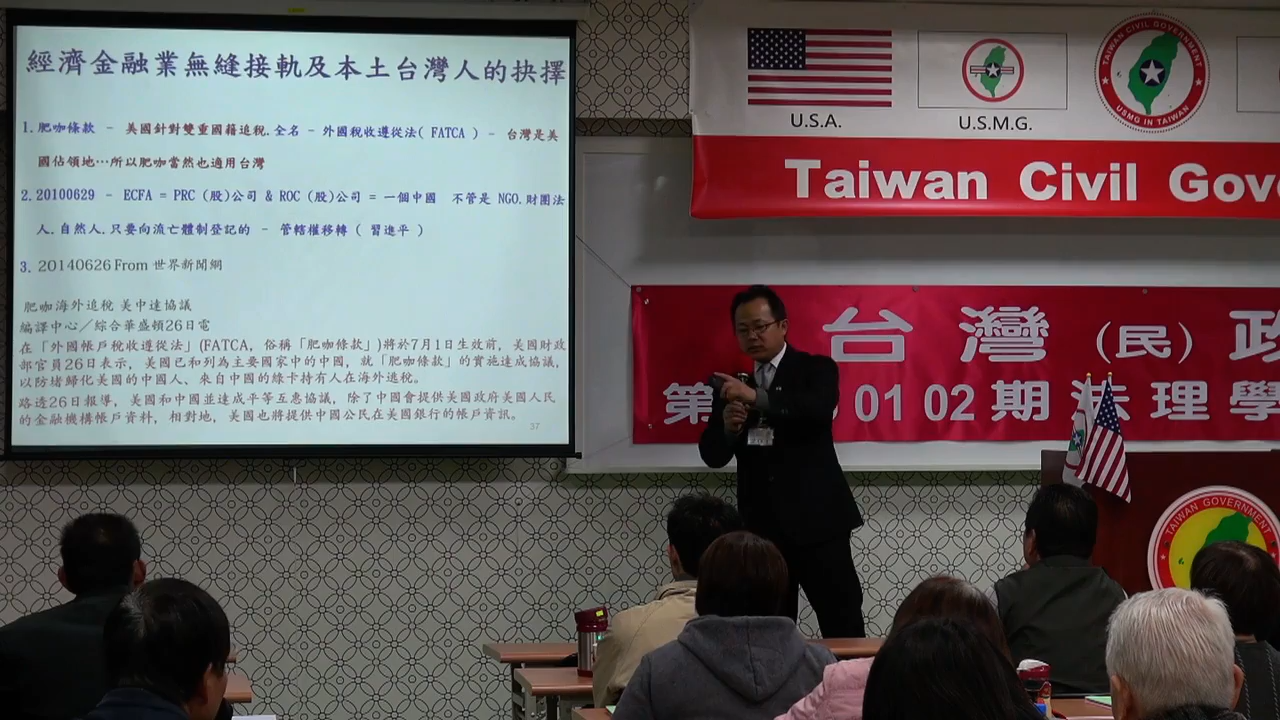 經濟金融業無縫接軌及本土台灣人的抉擇
1. 肥咖條款 – 美國針對雙重國籍追稅.全名 – 外國稅收遵從法( FATCA ) – 台灣是美
國佔領地…所以肥咖當然也適用台灣
2. 20100629 – ECFA = PRC (股)公司 & ROC (股)公司 = 一個中國 不管是 NGO.財團法
人.自然人.只要向流亡體制登記的 – 管轄權移轉 ( 習進平 )
3. 20140626 From 世界新聞網
肥咖海外追稅 美中達協議
編譯中心／綜合華盛頓26日電
在「外國帳戶稅收遵從法」(FATCA, 俗稱「肥咖條款」)將於7月1日生效前, 美國財政
部官員26日表示, 美國已和列為主要國家中的中國, 就「肥咖條款」的實施達成協議,
以防堵歸化美國的中國人、來自中國的綠卡持有人在海外逃稅。
路透26日報導, 美國和中國並達成平等互惠協議, 除了中國會提供美國政府美國人民
的金融機構帳戶資料, 相對地, 美國也將提供中國公民在美國銀行的帳戶資訊。
37
U.S.A.
U.S.M.G.
TAIWAN CIVIL GOVERNMENT
USMG IN TAIWAN
Taiwan Civil Gov
台灣(民)政
第 01 02 期法理學
TAIWAN GOVERNMENT